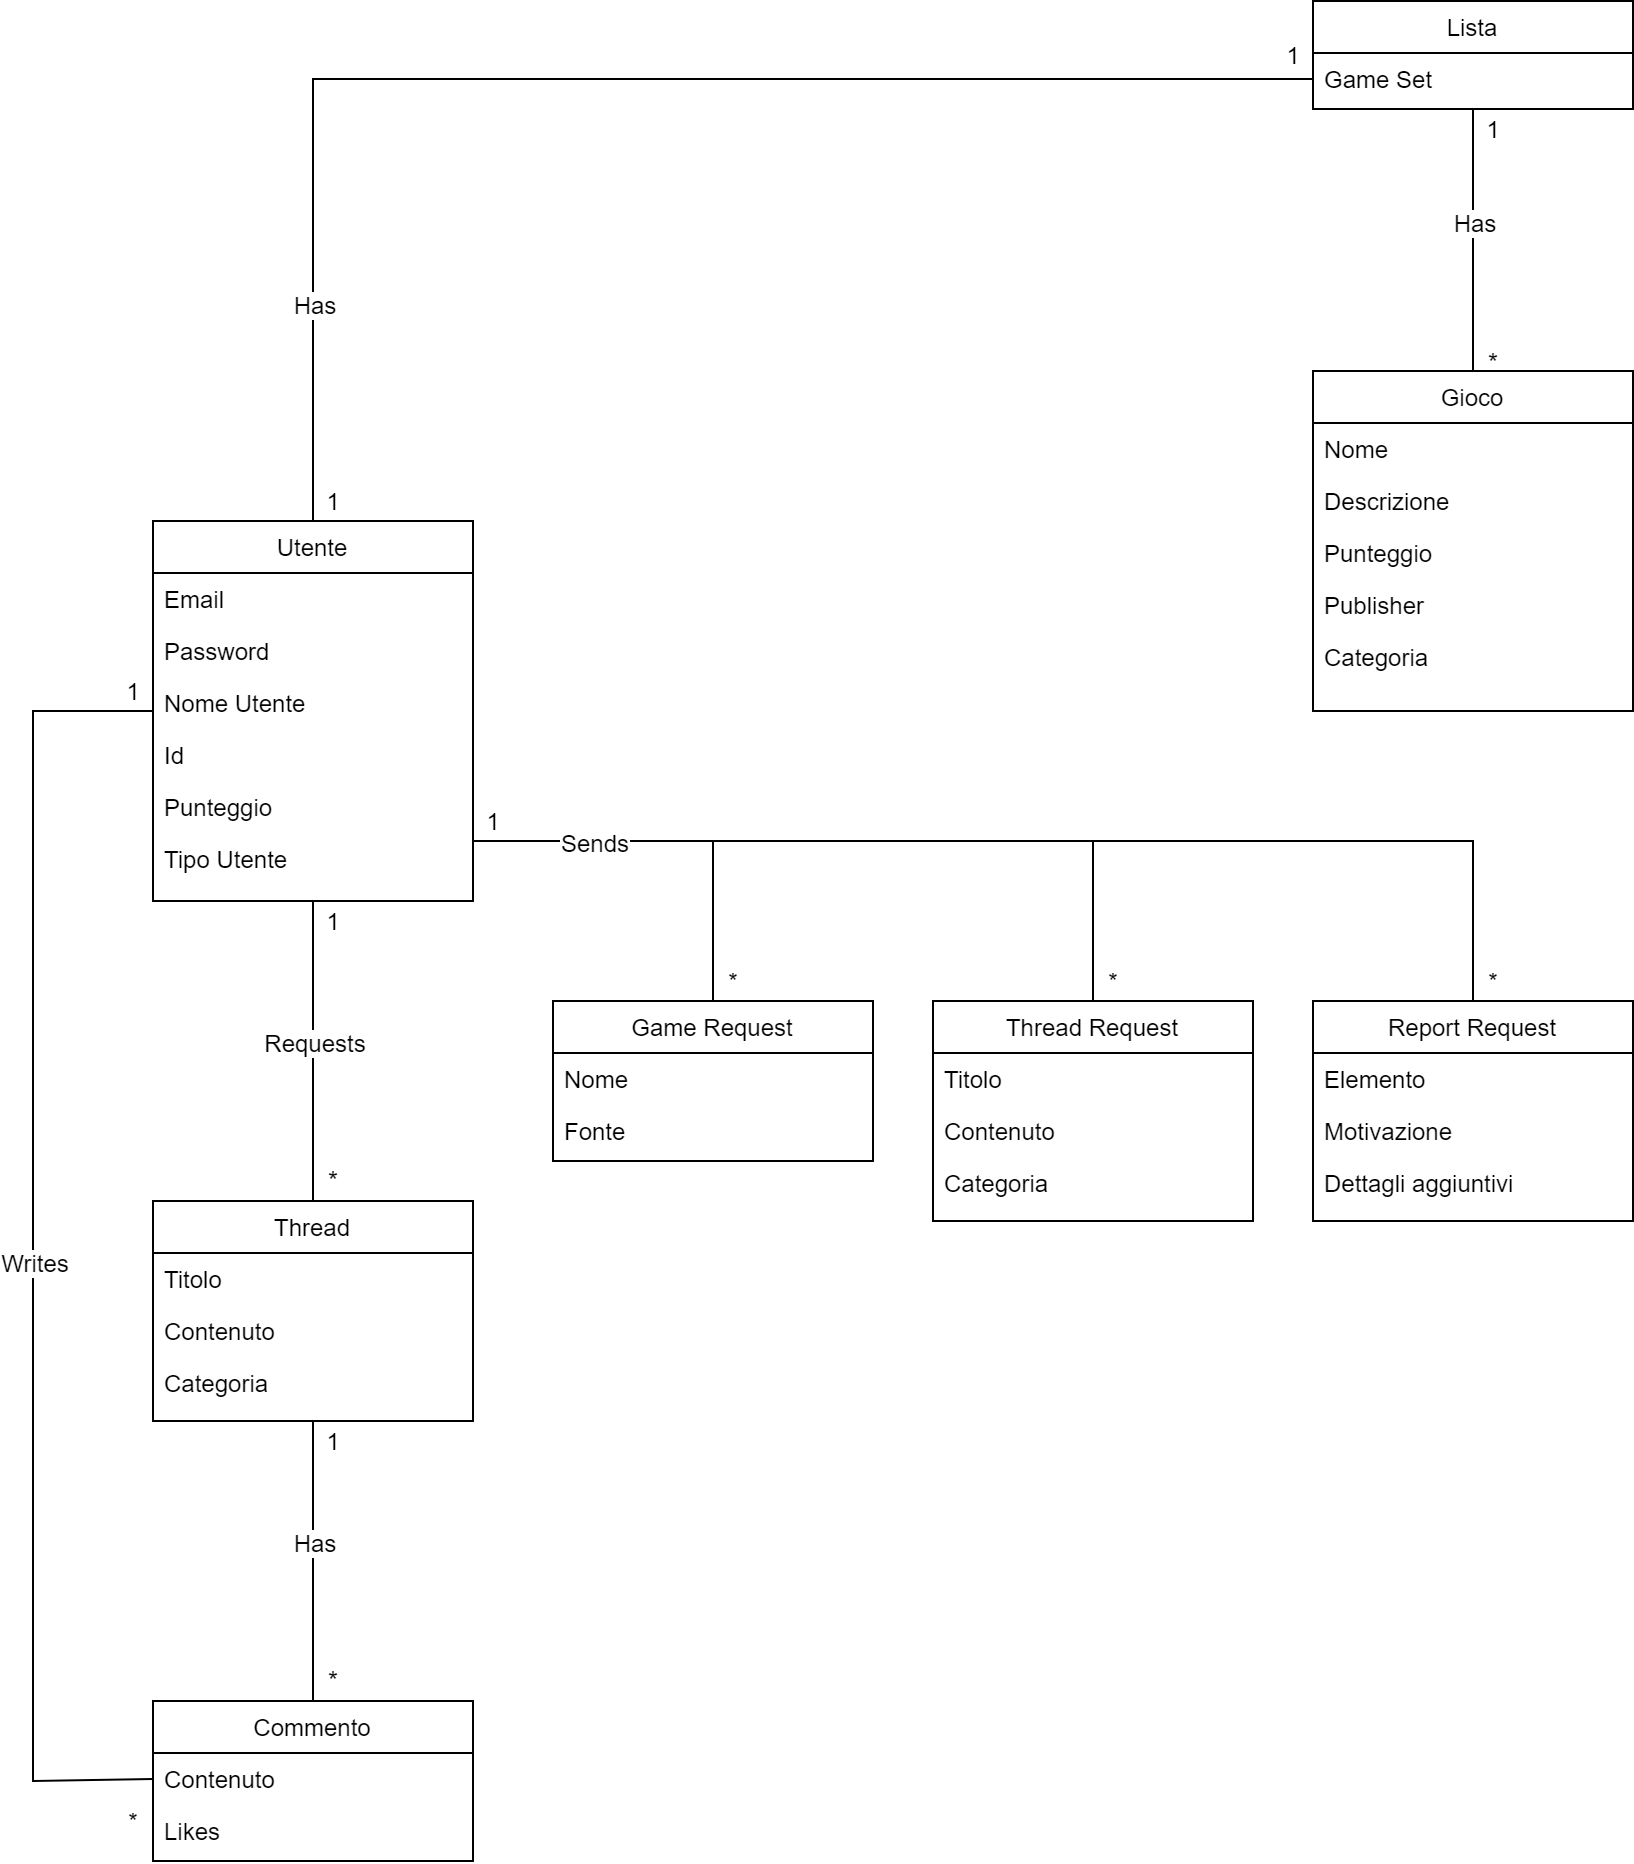 Lista
1
Game Set
1
Has
Has
*
Gioco
Nome
Descrizione
Punteggio
Publisher
Categoria
1
Utente
Email
Password
1
Nome Utente
Id
Punteggio
Tipo Utente
1
Sends
1
*
*
*
Game Request
Nome
Fonte
Thread Request
Titolo
Contenuto
Categoria
Report Request
Elemento
Motivazione
Dettagli aggiuntivi
Requests
*
Thread
Writes
Titolo
Contenuto
Categoria
1
Has
*
Commento
Contenuto
*
Likes